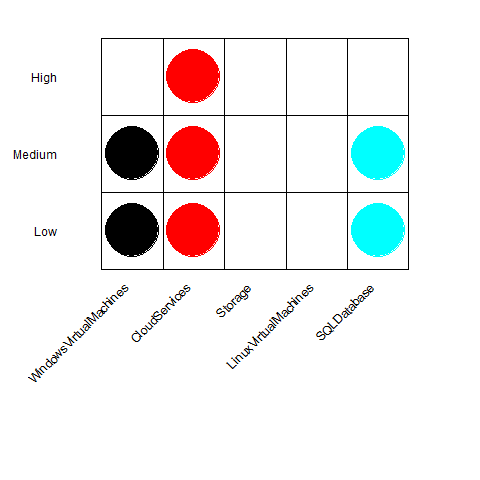 High
Medium
Low
WindowsVirtualMachines
CloudServices
Storage
LinuxVirtualMachines
SQLDatabase